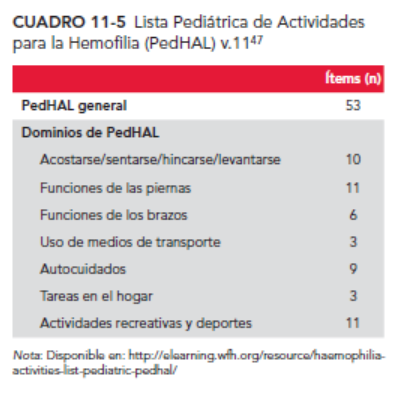 CUADRO 11-5 Lista Pediátrica de Actividades
para la Hemofilia (PedHAL) v.11⁴⁷
Ítems (n)
PedHAL general 53
Dominios de PedHAL
Acostarse/sentarse/hincarse/levantarse 10
Funciones de las piernas 11
Funciones de los brazos 6
Uso de medios de transporte 3
Autocuidados 9
Tareas en el hogar 3
Actividades recreativas y deportes 11
Nota: Disponible en: http://elearning.wfh.org/resource/haemophilia-
activities-list-pediatric-pedhal/